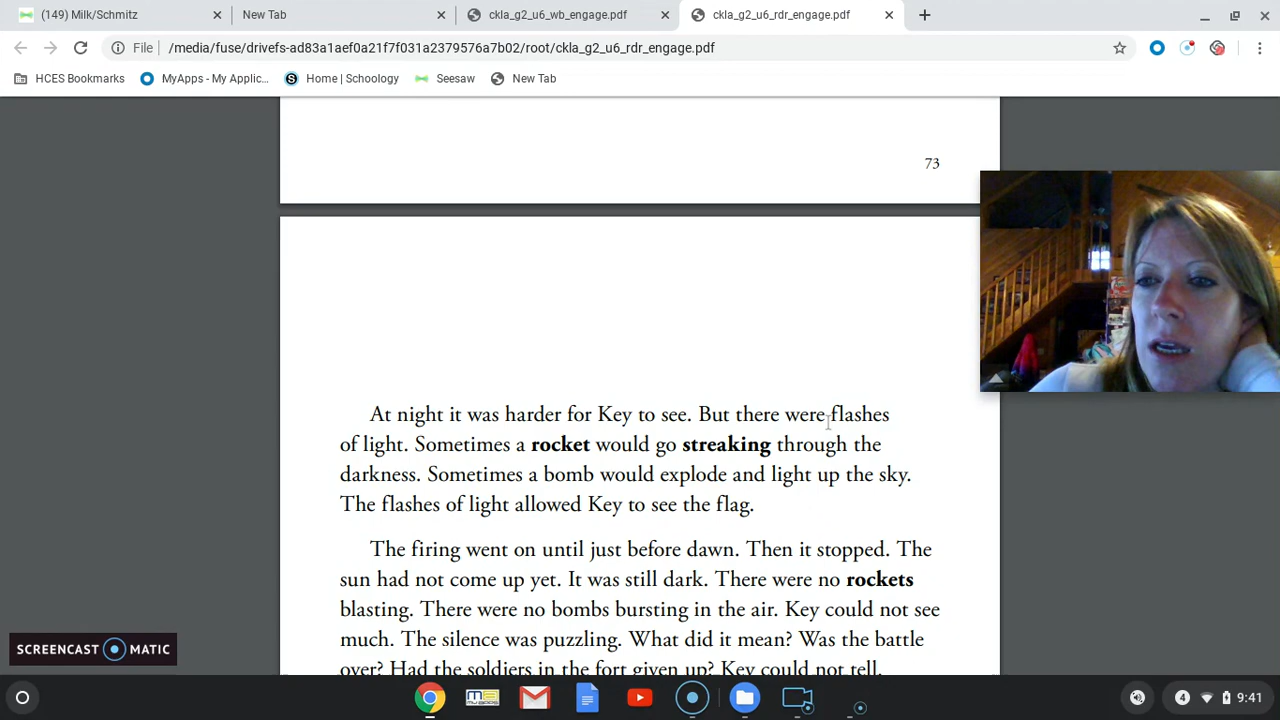 (149) Milk/Schmitz
New Tab
ckla_g2_u6_wb_engage.pdf
ckla_g2_u6_rdr_engage.pdf
File
/media/fuse/drivefs-ad83a1aef0a21f7f031a2379576a7b02/root/ckla_g2_u6_rdr_engage.pdf
HCES Bookmarks
MyApps - My Applic...
S Home | Schoology
Seesaw
New Tab
73
At night it was harder for Key to see. But there were flashes
of light. Sometimes a rocket would go streaking through the
darkness. Sometimes a bomb would explode and light up the sky.
The flashes of light allowed Key to see the flag.
The firing went on until just before dawn. Then it stopped. The
sun had not come up yet. It was still dark. There were no rockets
blasting. There were no bombs bursting in the air. Key could not see
much. The silence was puzzling. What did it mean? Was the battle
over? Had the soldiers in the fort given up? Key could not tell.
SCREENCAST MATIC
4
9:41